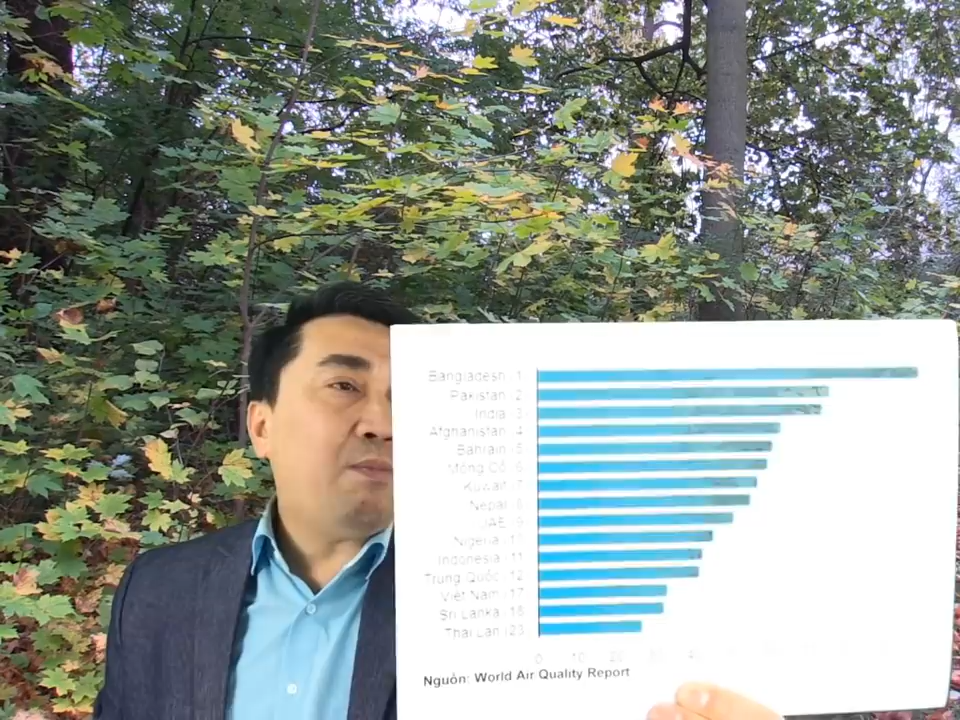 Bangladesh 1
Pakistan 2
India 3
Afghanistan 4
Bahrain 5
Mông Cổ 6
Kuwait 7
Nepal 8
UAE 9
Nigeria
Indonesia 11
Trung Quốc 12
Việt Nam 17
Sri Lanka 18
Thái Lan 23
0 10 20 30 40
Nguồn: World Air Quality Report